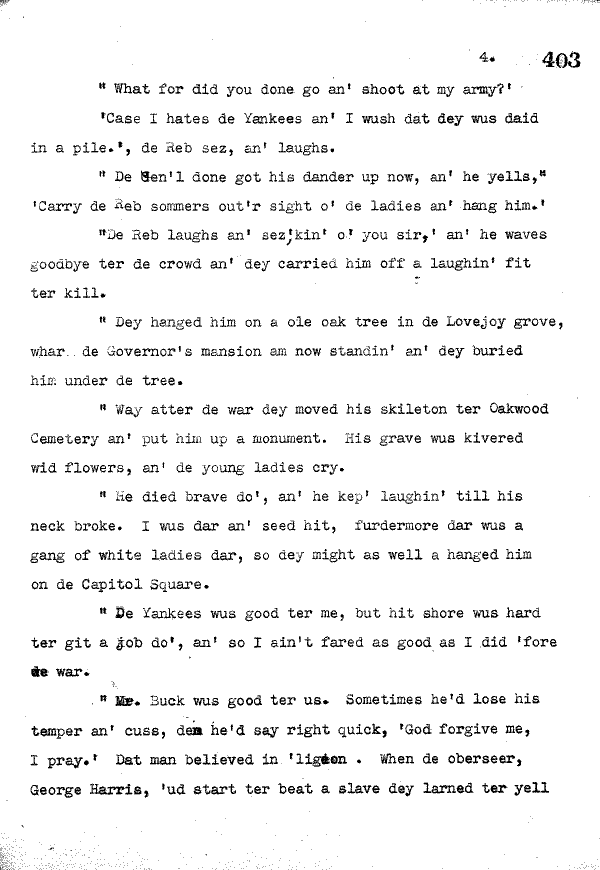 4. 403
" What for did you done go an' shoot at my army?'
'Case I hates de Yankees an' I wush dat dey wus daid
in a pile.', de Reb sez, an' laughs.
" De Gen'l done got his dander up now, an' he yells,"
'Carry de Reb sommers out'r sight o' de ladies an' hang him.'
"De Reb laughs an' sez,'kin' o' you sir,' an' he waves
goodbye ter de crowd an' dey carried him off a laughin' fit
ter kill.
" Dey hanged him on a ole oak tree in de Lovejoy grove,
whar de Governor's mansion am now standin' an' dey buried
him under de tree.
" Way atter de war dey moved his skileton ter Oakwood
Cemetery an' put him up a monument. His grave wus kivered
wid flowers, an' de young ladies cry.
" He died brave do', an' he kep' laughin' till his
neck broke. I wus dar an' seed hit, furdermore dar wus a
gang of white ladies dar, so dey might as well a hanged him
on de Capitol Square.
" De Yankees wus good ter me, but hit shore wus hard
ter git a job do', an' so I ain't fared as good as I did 'fore
de war.
" Mr. Buck wus good ter us. Sometimes he'd lose his
temper an' cuss, den he'd say right quick, 'God forgive me,
I pray.' Dat man believed in 'ligion . When de oberseer,
George Harris, 'ud start ter beat a slave dey larned ter yell